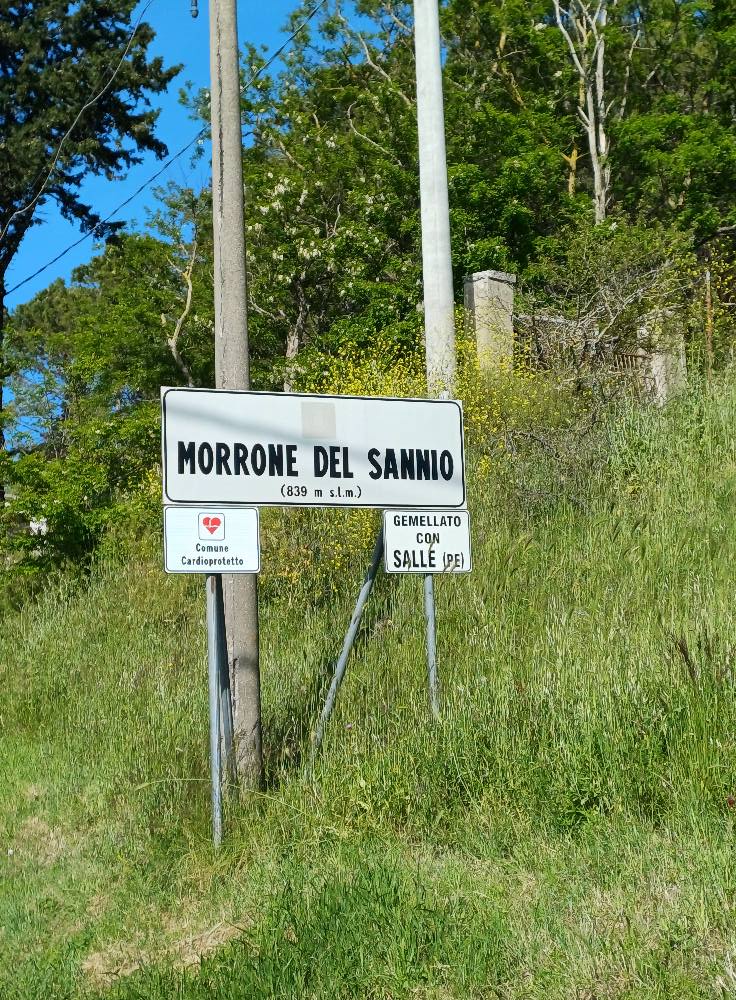 MORRONE DEL SANNIO
(839 m s.l.m.)
Comune
Cardioprotetto
GEMELLATO
CON
SALLE (PE)